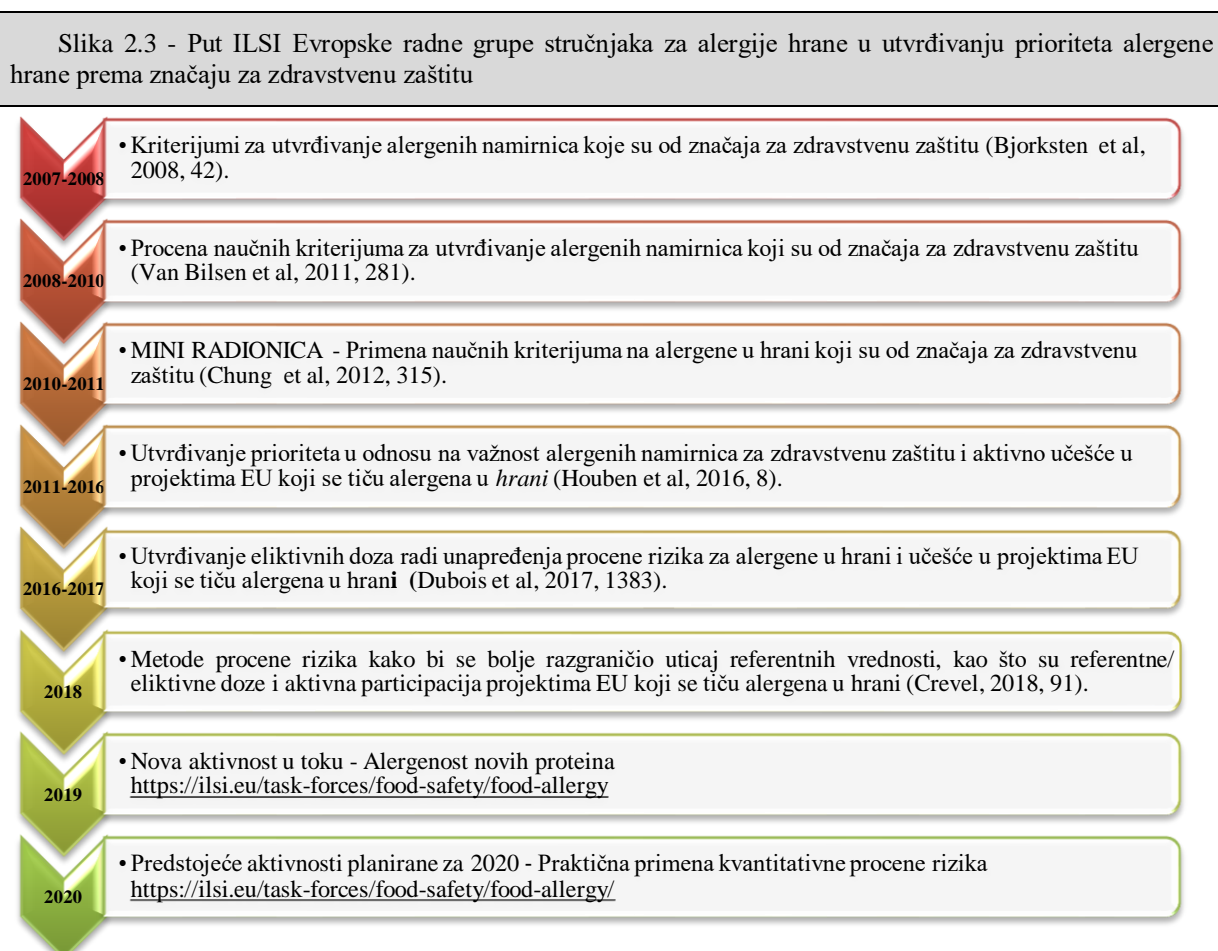 Slika 2.3 - Put ILSI Evropske radne grupe stručnjaka za alergije hrane u utvrđivanju prioriteta alergene
hrane prema značaju za zdravstvenu zaštitu
2007-2008
• Kriterijumi za utvrđivanje alergenih namirnica koje su od značaja za zdravstvenu zaštitu (Bjorksten et al,
2008, 42).
2008-2010
• Procena naučnih kriterijuma za utvrđivanje alergenih namirnica koji su od značaja za zdravstvenu zaštitu
(Van Bilsen et al, 2011, 281).
2010-2011
• MINI RADIONICA - Primena naučnih kriterijuma na alergene u hrani koji su od značaja za zdravstvenu
zaštitu (Chung et al, 2012, 315).
2011-2016
• Utvrđivanje prioriteta u odnosu na važnost alergenih namirnica za zdravstvenu zaštitu i aktivno učešće u
projektima EU koji se tiču alergena u hrani (Houben et al, 2016, 8).
2016-2017
• Utvrđivanje eliktivnih doza radi unapređenja procene rizika za alergene u hrani i učešće u projektima EU
koji se tiču alergena u hrani (Dubois et al, 2017, 1383).
2018
• Metode procene rizika kako bi se bolje razgraničio uticaj referentnih vrednosti, kao što su referentne/
eliktivne doze i aktivna participacija projektima EU koji se tiču alergena u hrani (Crevel, 2018, 91).
2019
• Nova aktivnost u toku - Alergenost novih proteina
https://ilsi.eu/task-forces/food-safety/food-allergy
2020
• Predstojeće aktivnosti planirane za 2020 - Praktična primena kvantitativne procene rizika
https://ilsi.eu/task-forces/food-safety/food-allergy/